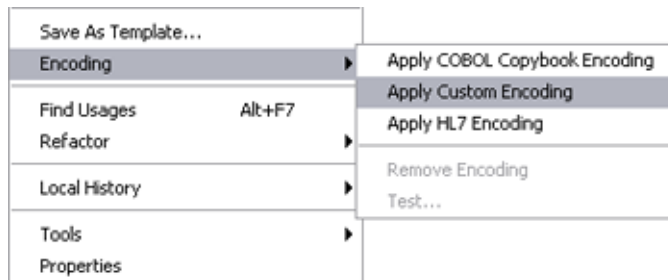 Save As Template...
Encoding
Find Usages Alt+F7
Refactor
Local History
Tools
Properties
Apply COBOL Copybook Encoding
Apply Custom Encoding
Apply HL7 Encoding
Remove Encoding
Test...